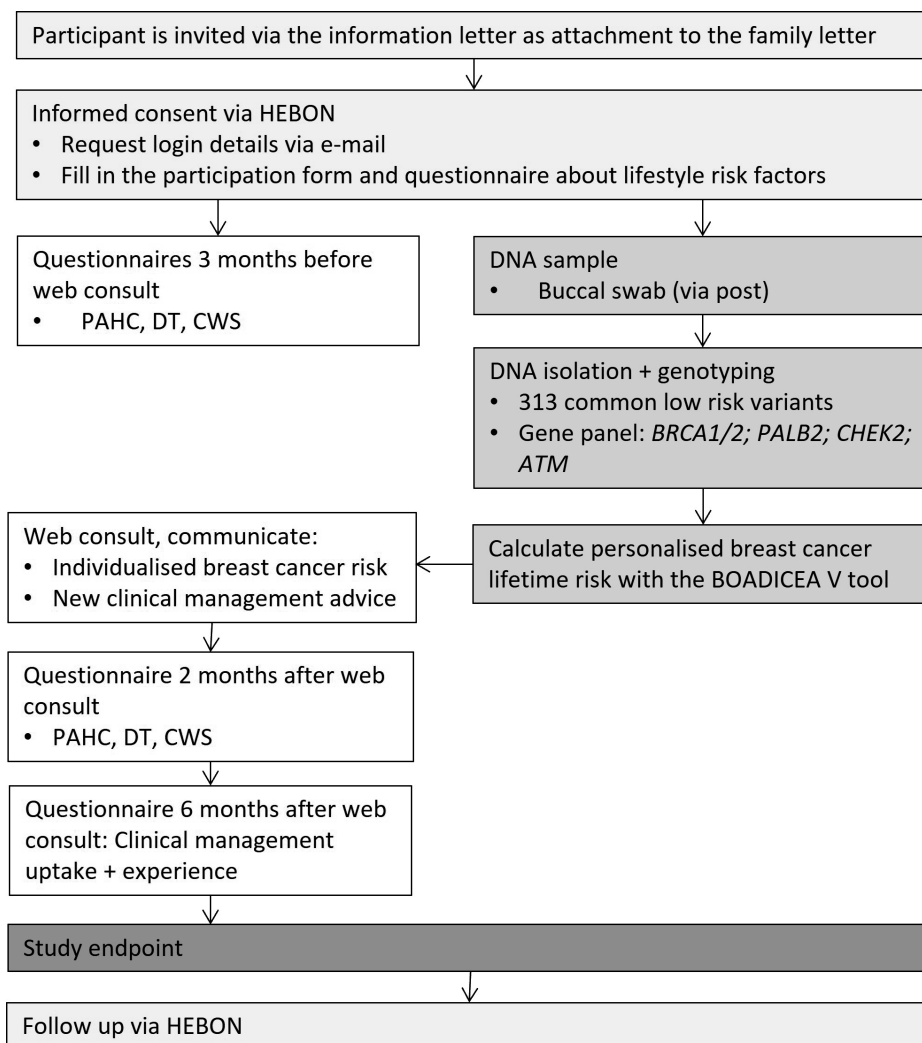 Participant is invited via the information letter as attachment to the family letter
Informed consent via HEBON
• Request login details via e-mail
• Fill in the participation form and questionnaire about lifestyle risk factors
Questionnaires 3 months before
web consult
• PAHC, DT, CWS
DNA sample
• Buccal swab (via post)
DNA isolation + genotyping
• 313 common low risk variants
• Gene panel: BRCA1/2; PALB2; CHEK2;
ATM
Calculate personalised breast cancer
lifetime risk with the BOADICEA V tool
Web consult, communicate:
• Individualised breast cancer risk
• New clinical management advice
Questionnaire 2 months after web
consult
• PAHC, DT, CWS
Questionnaire 6 months after web
consult: Clinical management
uptake + experience
Study endpoint
Follow up via HEBON